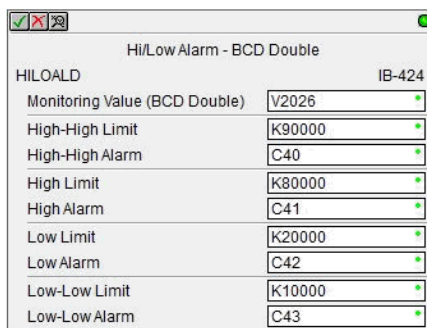 Hi/Low Alarm - BCD Double
HILOALD IB-424
Monitoring Value (BCD Double) V2026
High-High Limit K90000
High-High Alarm C40
High Limit K80000
High Alarm C41
Low Limit K20000
Low Alarm C42
Low-Low Limit K10000
Low-Low Alarm C43